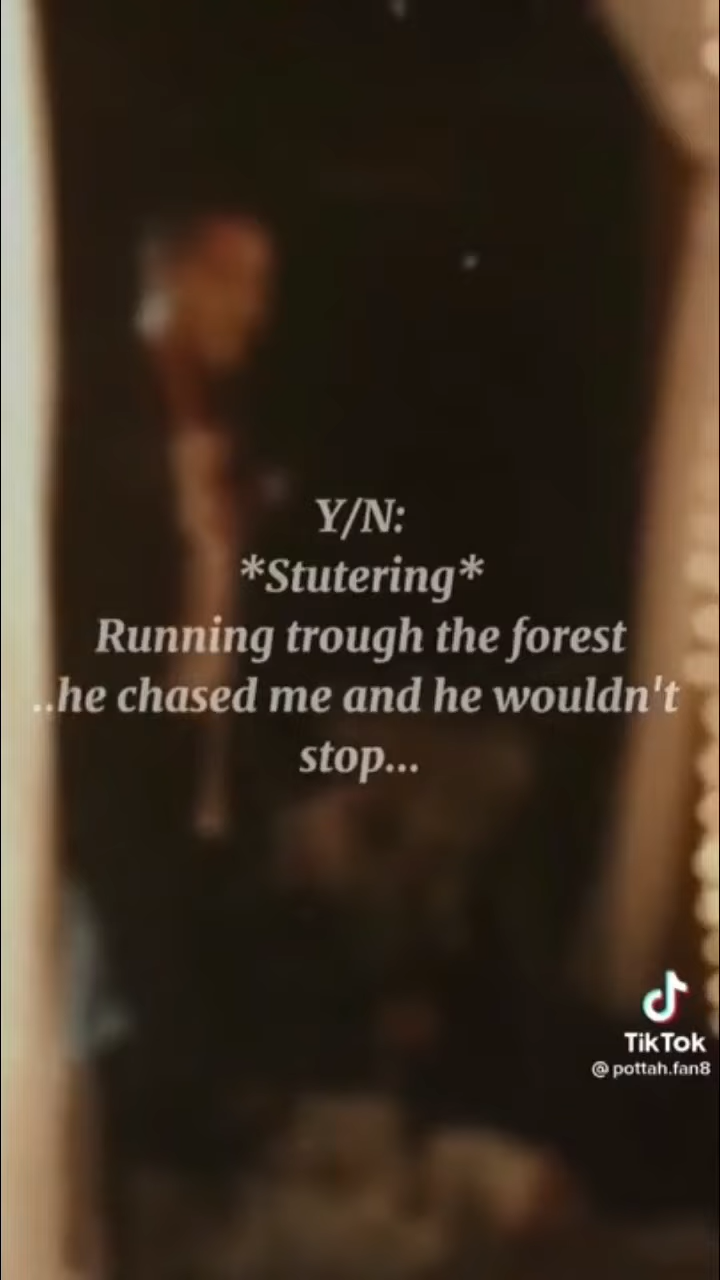 Y/N:
*Stutering*
Running trough the forest
..he chased me and he wouldn't
stop...
TikTok
@pottah.fan8